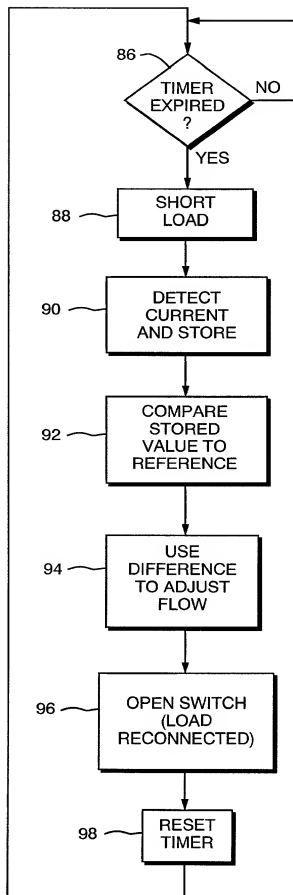 86
TIMER
EXPIRED
?
NO
YES
88
SHORT
LOAD
90
DETECT
CURRENT
AND STORE
92
COMPARE
STORED
VALUE TO
REFERENCE
94
USE
DIFFERENCE
TO ADJUST
FLOW
96
OPEN SWITCH
(LOAD
RECONNECTED)
98
RESET
TIMER